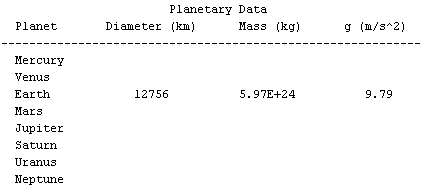 Planetary Data
Planet Diameter (km) Mass (kg) g (m/s^2)
--------------------------------------------------------------
Mercury
Venus
Earth 12756 5.97E+24 9.79
Mars
Jupiter
Saturn
Uranus
Neptune